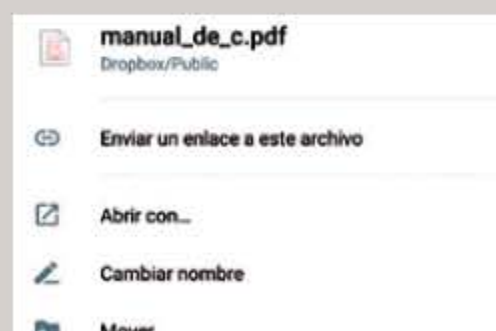 manual_de_c.pdf
Dropbox/Public
Enviar un enlace a este archivo
Abrir con...
Cambiar nombre
Mover